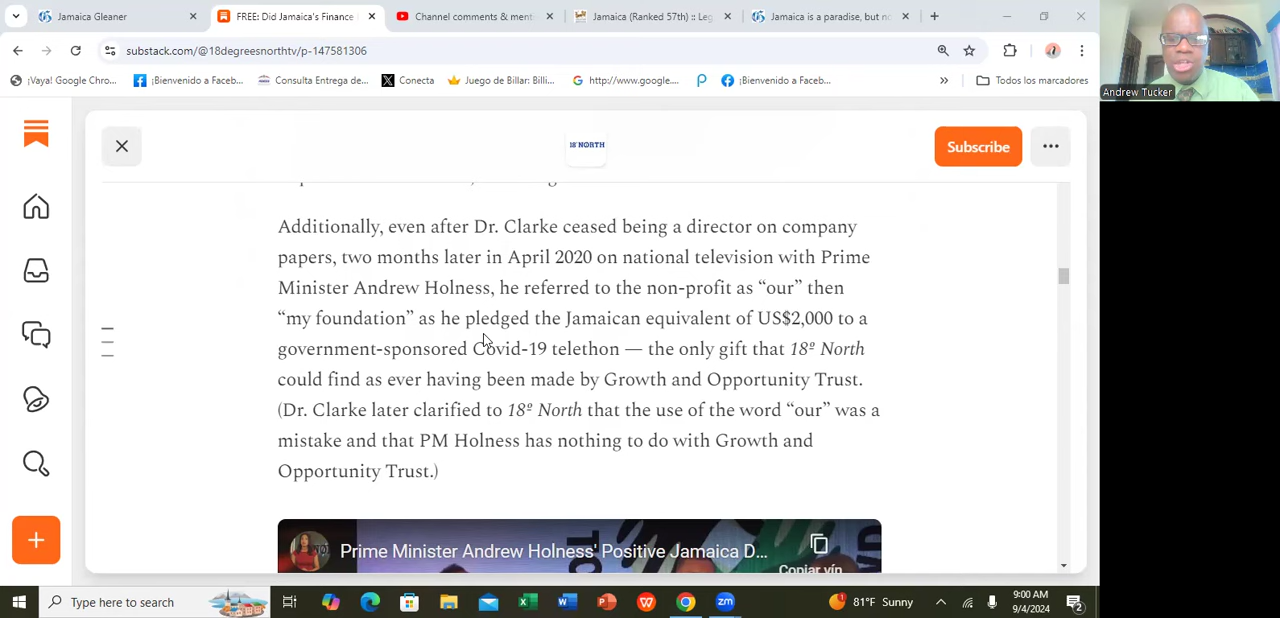 Jamaica Gleaner
FREE: Did Jamaica's Finance
Channel comments & ment
Jamaica (Ranked 57th) :: Leg
Jamaica is a paradise, but no
substack.com/@18degreesnorthtv/p-147581306
¡Vaya! Google Chro...
¡Bienvenido a Faceb...
Consulta Entrega de...
Conecta
Juego de Billar: Billi...
http://www.google....
¡Bienvenido a Faceb...
»
Todos los marcadores
Andrew Tucker
18°NORTH
Subscribe
Additionally, even after Dr. Clarke ceased being a director on company
papers, two months later in April 2020 on national television with Prime
Minister Andrew Holness, he referred to the non-profit as “our” then
“my foundation” as he pledged the Jamaican equivalent of US$2,000 to a
government-sponsored Covid-19 telethon — the only gift that 18º North
could find as ever having been made by Growth and Opportunity Trust.
(Dr. Clarke later clarified to 18º North that the use of the word “our” was a
mistake and that PM Holness has nothing to do with Growth and
Opportunity Trust.)
Prime Minister Andrew Holness' Positive Jamaica D...
Copiar vín
Type here to search
81°F Sunny
9:00 AM
9/4/2024
2